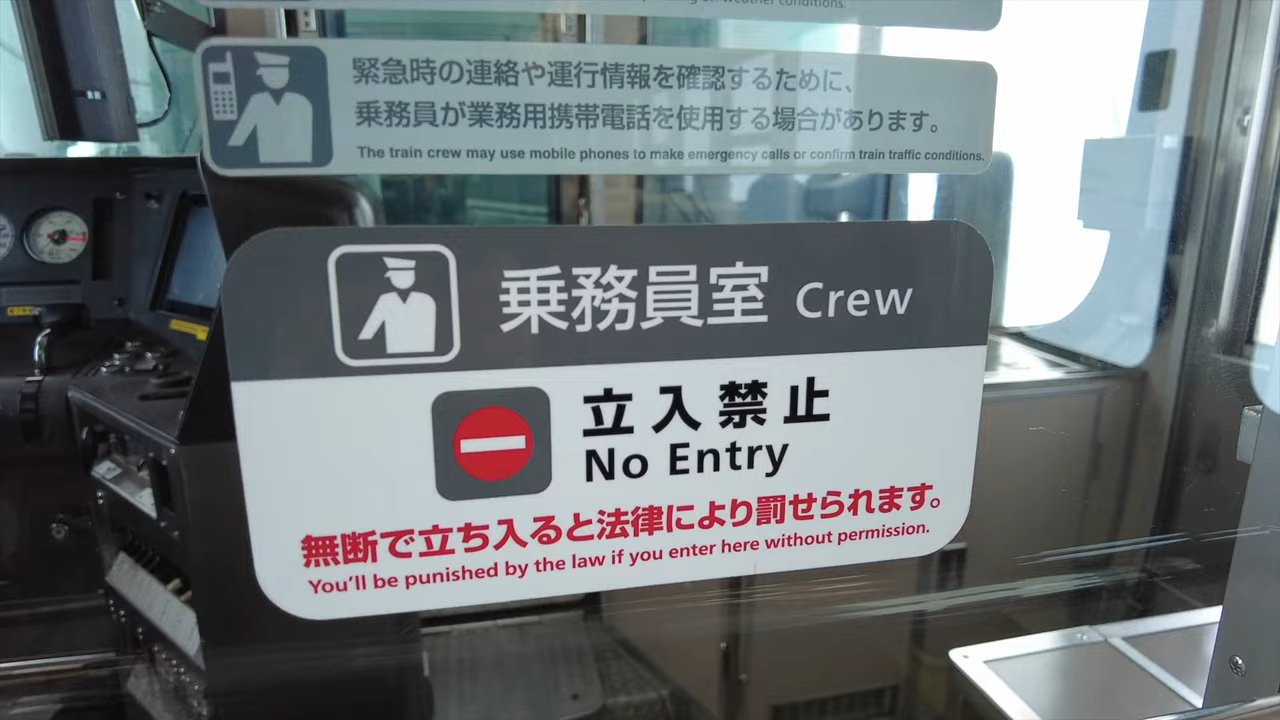 weather conditions.
緊急時の連絡や運行情報を確認するために、
乗務員が業務用携帯電話を使用する場合があります。
The train crew may use mobile phones to make emergency calls or confirm train traffic conditions.
乗務員室 Crew
立入禁止
No Entry
無断で立ち入ると法律により罰せられます。
You'll be punished by the law if you enter here without permission.